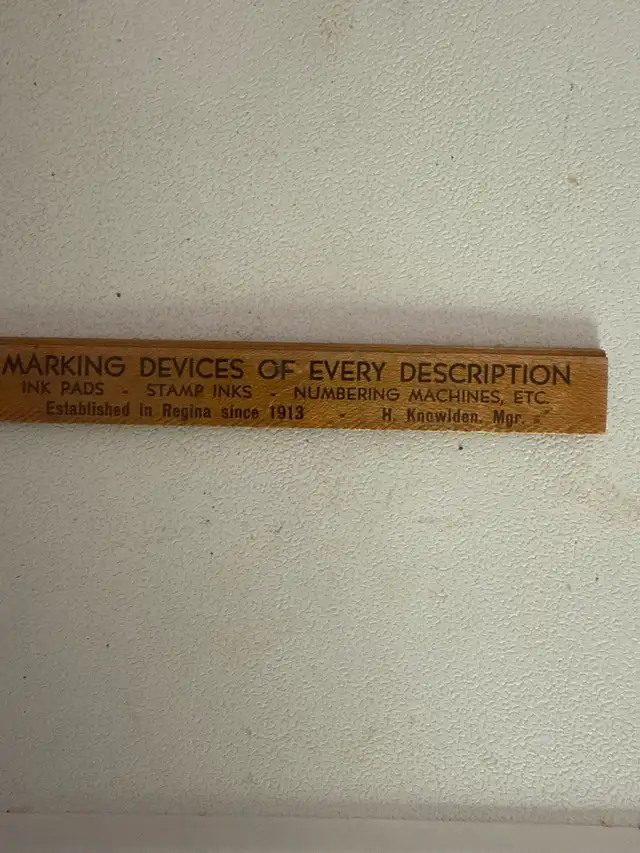 MARKING DEVICES OF EVERY DESCRIPTION
INK PADS - STAMP INKS - NUMBERING MACHINES, ETC.
Established in Regina since 1913 - H. Knowlden, Mgr.